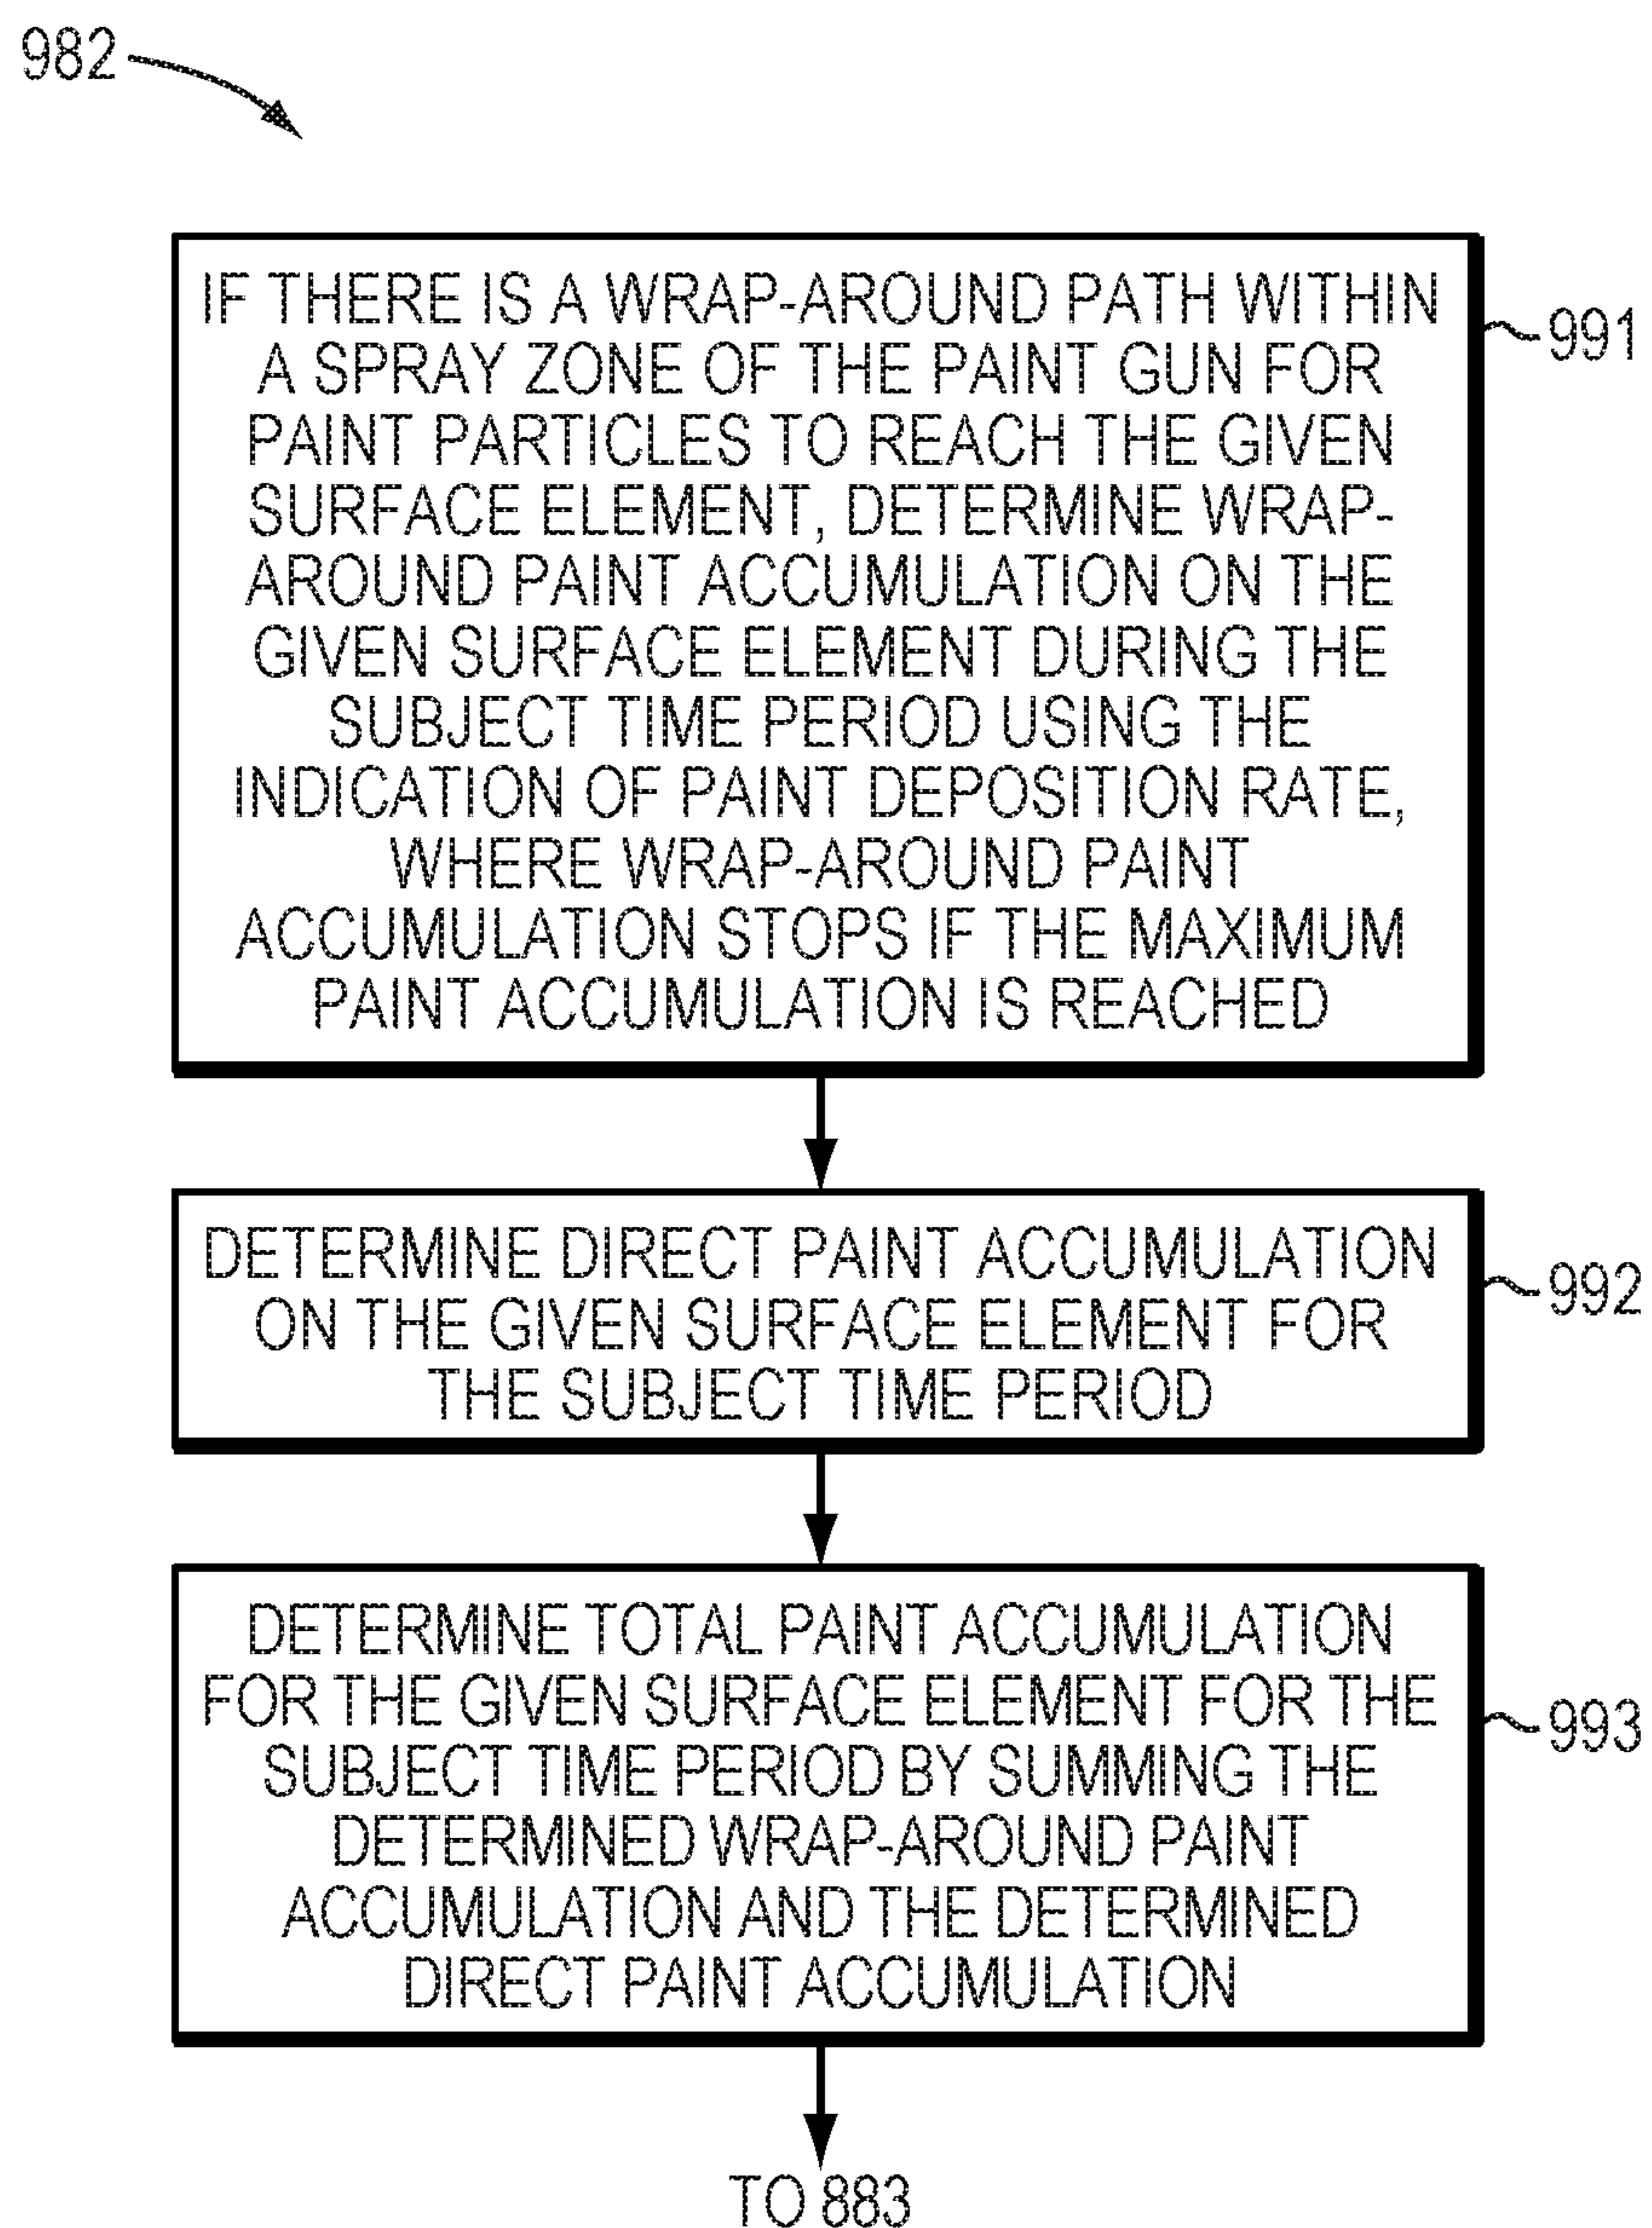 982
IF THERE IS A WRAP-AROUND PATH WITHIN
A SPRAY ZONE OF THE PAINT GUN FOR
PAINT PARTICLES TO REACH THE GIVEN
SURFACE ELEMENT, DETERMINE WRAP-
AROUND PAINT ACCUMULATION ON THE
GIVEN SURFACE ELEMENT DURING THE
SUBJECT TIME PERIOD USING THE
INDICATION OF PAINT DEPOSITION RATE,
WHERE WRAP-AROUND PAINT
ACCUMULATION STOPS IF THE MAXIMUM
PAINT ACCUMULATION IS REACHED
991
DETERMINE DIRECT PAINT ACCUMULATION
ON THE GIVEN SURFACE ELEMENT FOR
THE SUBJECT TIME PERIOD
992
DETERMINE TOTAL PAINT ACCUMULATION
FOR THE GIVEN SURFACE ELEMENT FOR THE
SUBJECT TIME PERIOD BY SUMMING THE
DETERMINED WRAP-AROUND PAINT
ACCUMULATION AND THE DETERMINED
DIRECT PAINT ACCUMULATION
993
TO 883